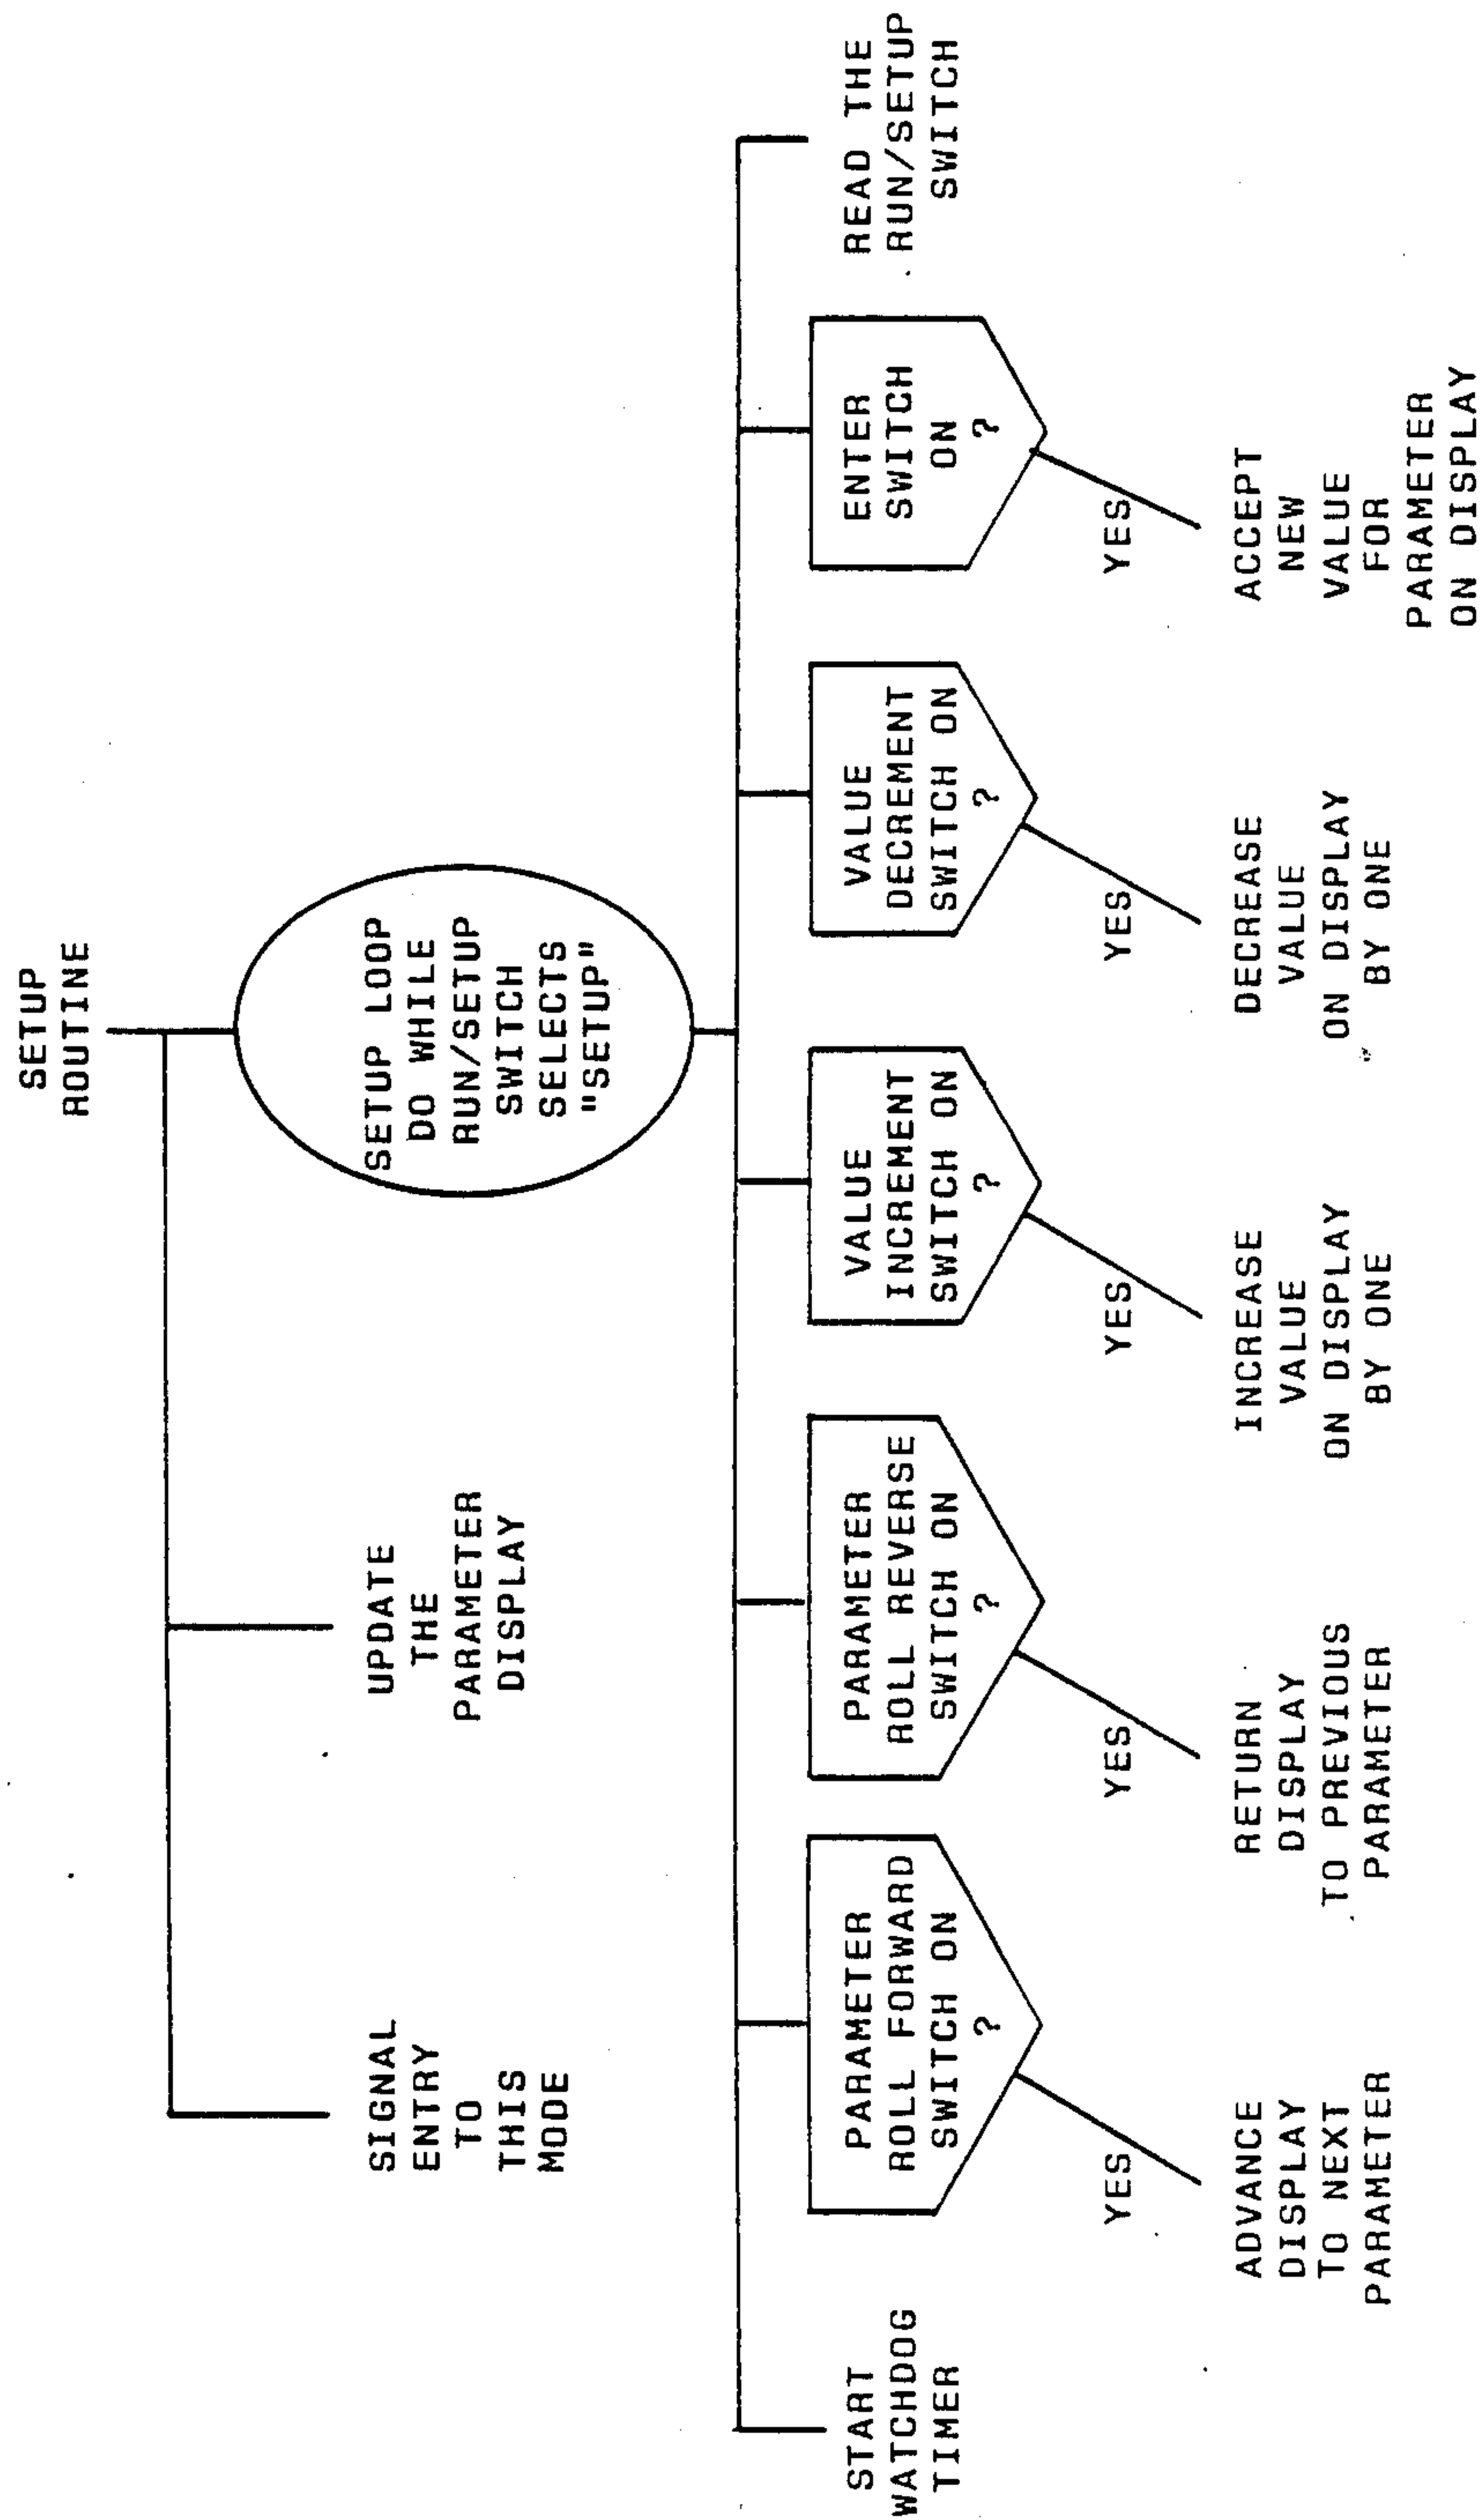 SETUP
ROUTINE
SIGNAL
ENTRY
TO
THIS
MODE
UPDATE
THE
PARAMETER
DISPLAY
SETUP LOOP
DO WHILE
RUN/SETUP
SWITCH
SELECTS
"SETUP"
START
WATCHDOG
TIMER
PARAMETER
ROLL FORWARD
SWITCH ON
?
YES
ADVANCE
DISPLAY
TO NEXT
PARAMETER
PARAMETER
ROLL REVERSE
SWITCH ON
?
YES
RETURN
DISPLAY
TO PREVIOUS
PARAMETER
VALUE
INCREMENT
SWITCH ON
?
YES
INCREASE
VALUE
ON DISPLAY
BY ONE
VALUE
DECREMENT
SWITCH ON
?
YES
DECREASE
VALUE
ON DISPLAY
BY ONE
ENTER
SWITCH
ON
?
YES
ACCEPT
NEW
VALUE
FOR
PARAMETER
ON DISPLAY
READ THE
RUN/SETUP
SWITCH